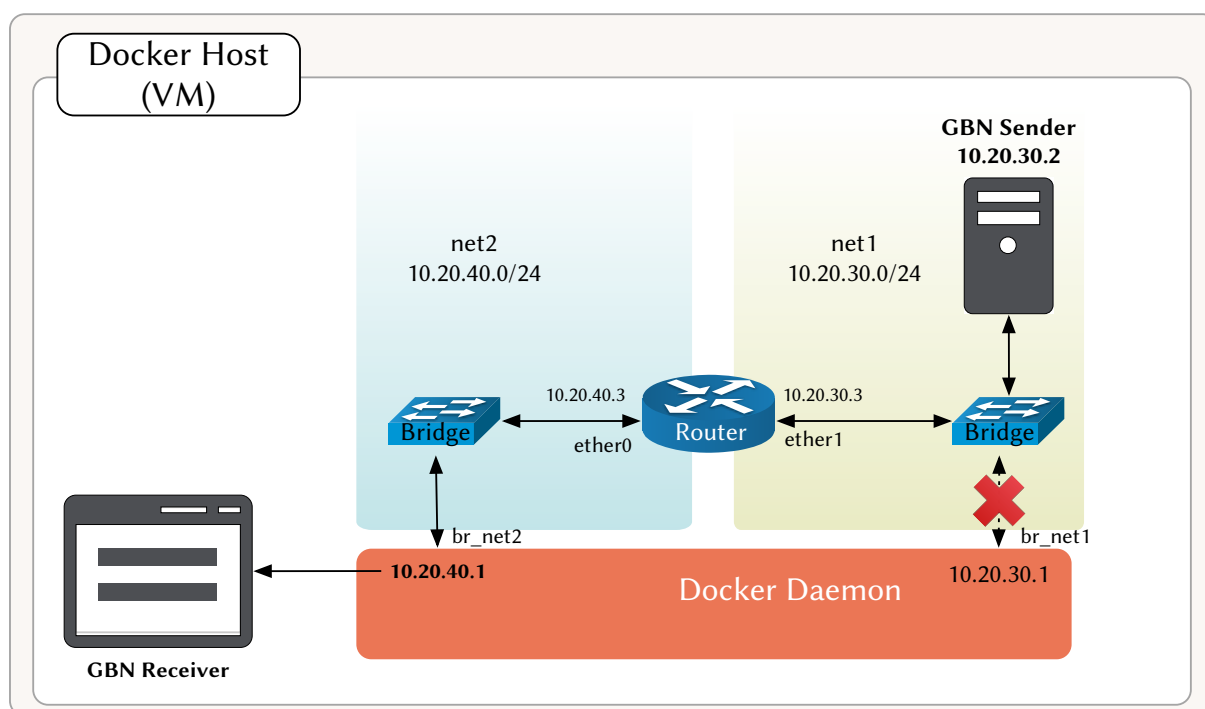 Docker Host
(VM)
GBN Sender
10.20.30.2
net2
10.20.40.0/24
net1
10.20.30.0/24
10.20.40.3
10.20.30.3
Bridge
Router
Bridge
ether0
ether1
br_net2
br_net1
10.20.40.1
10.20.30.1
Docker Daemon
GBN Receiver